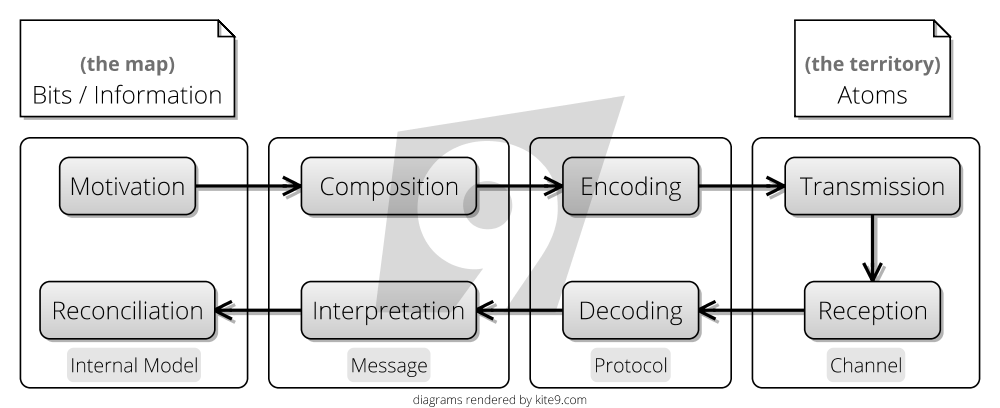 (the map)
Bits / Information
(the territory)
Atoms
Motivation
Composition
Encoding
Transmission
Reconciliation
Interpretation
Decoding
Reception
Internal Model
Message
Protocol
Channel
diagrams rendered by kite9.com